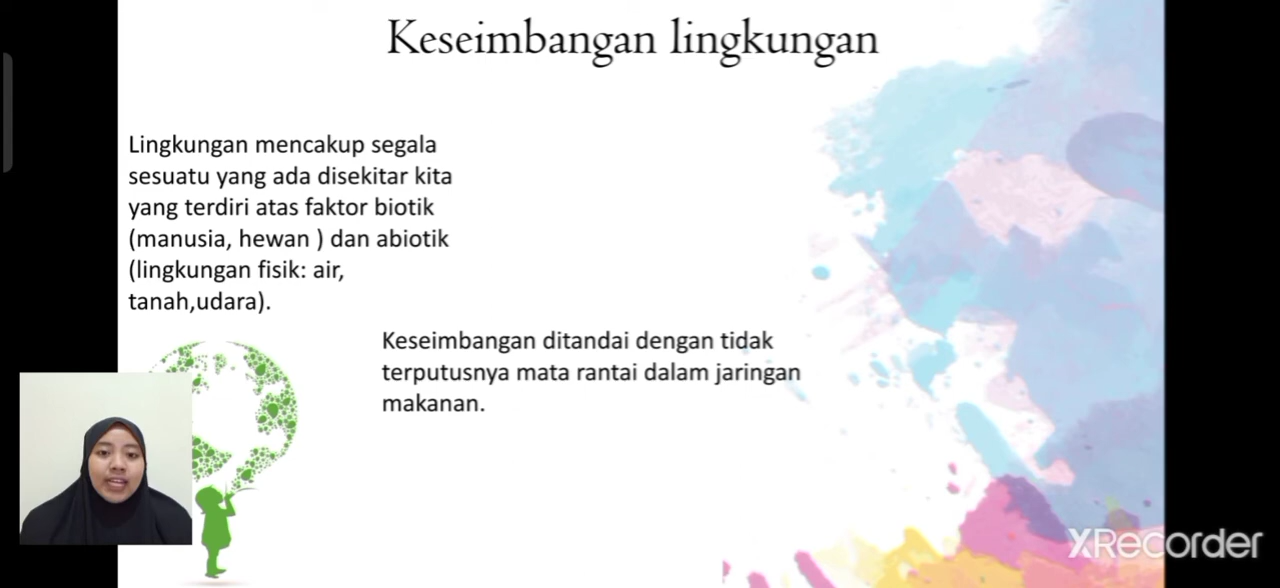 Keseimbangan lingkungan
Lingkungan mencakup segala
sesuatu yang ada disekitar kita
yang terdiri atas faktor biotik
(manusia, hewan ) dan abiotik
(lingkungan fisik: air,
tanah,udara).
Keseimbangan ditandai dengan tidak
terputusnya mata rantai dalam jaringan
makanan.
XRecorder